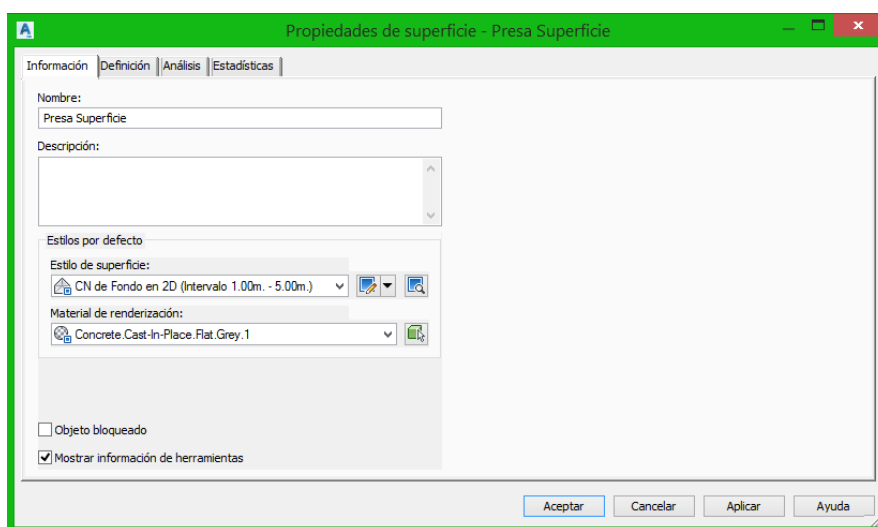 Propiedades de superficie - Presa Superficie
Información Definición Análisis Estadísticas
Nombre:
Presa Superficie
Descripción:
Estilos por defecto
Estilo de superficie:
CN de Fondo en 2D (Intervalo 1.00m. - 5.00m.)
Material de renderización:
Concrete.Cast-In-Place.Flat.Grey.1
Objeto bloqueado
Mostrar información de herramientas
Aceptar Cancelar Aplicar Ayuda